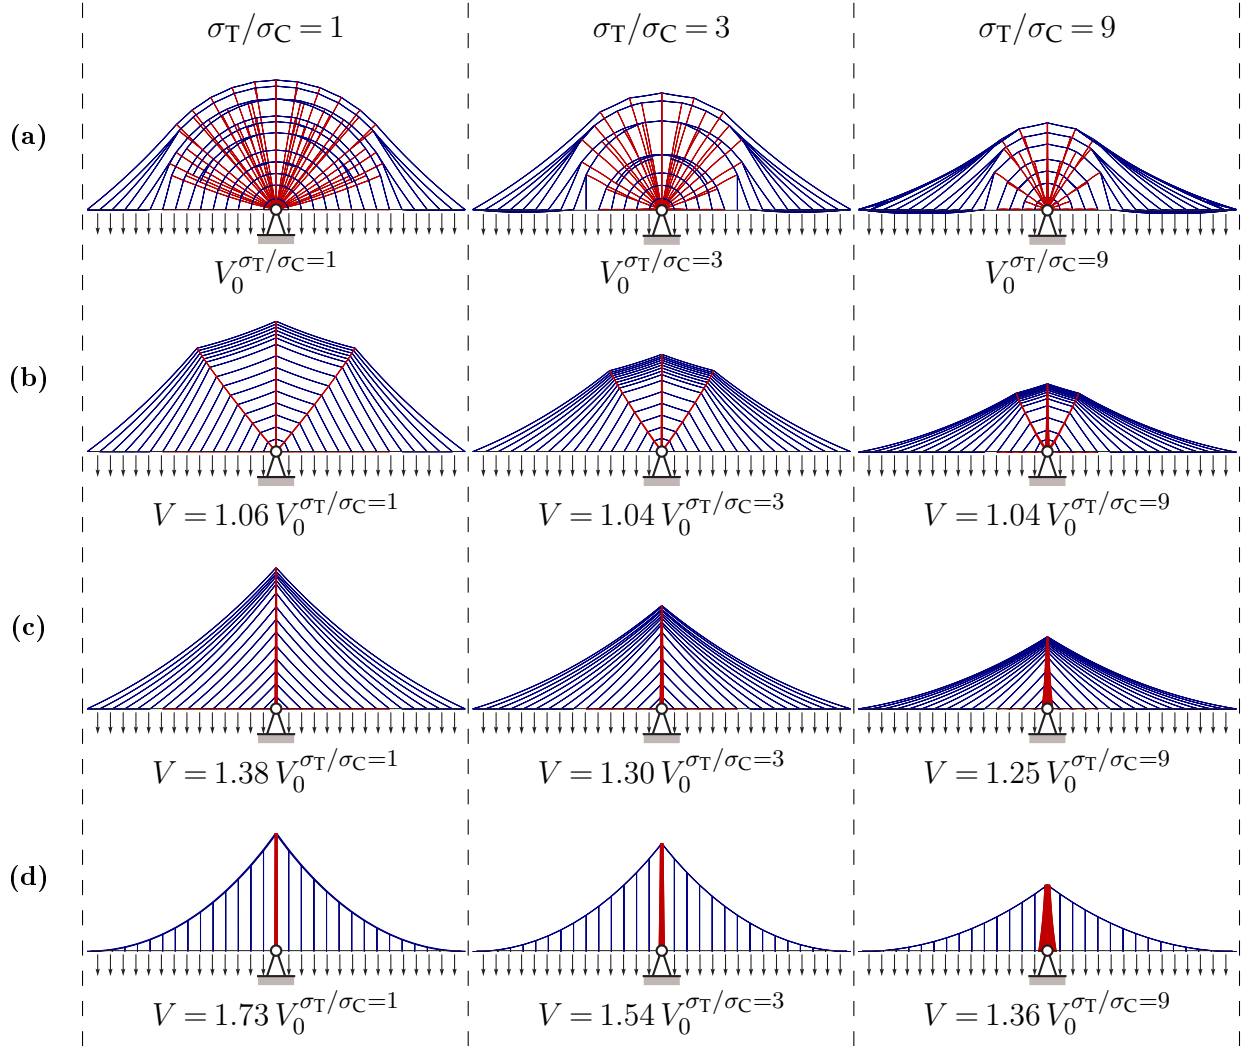 σT/σC = 1 σT/σC = 3 σT/σC = 9
(a)
V₀^σT/σC=1 V₀^σT/σC=3 V₀^σT/σC=9
(b)
V = 1.06 V₀^σT/σC=1 V = 1.04 V₀^σT/σC=3 V = 1.04 V₀^σT/σC=9
(c)
V = 1.38 V₀^σT/σC=1 V = 1.30 V₀^σT/σC=3 V = 1.25 V₀^σT/σC=9
(d)
V = 1.73 V₀^σT/σC=1 V = 1.54 V₀^σT/σC=3 V = 1.36 V₀^σT/σC=9